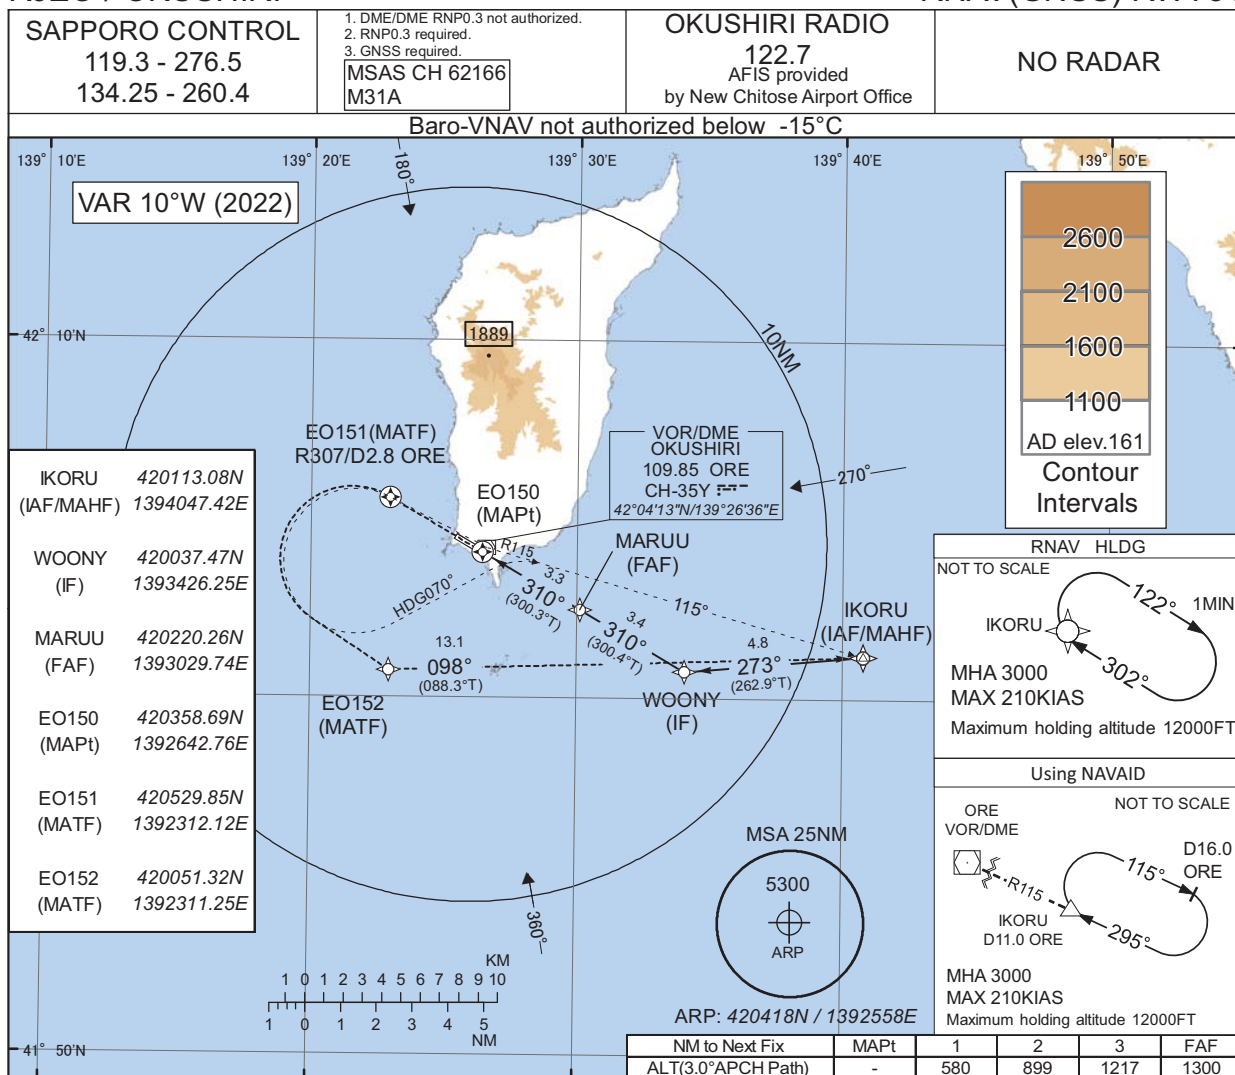 SAPPORO CONTROL
119.3 - 276.5
134.25 - 260.4
1. DME/DME RNP0.3 not authorized.
2. RNP0.3 required.
3. GNSS required.
MSAS CH 62166
M31A
OKUSHIRI RADIO
122.7
AFIS provided
by New Chitose Airport Office
NO RADAR
Baro-VNAV not authorized below -15°C
139° 10'E
139° 20'E
139° 30'E
139° 40'E
139° 50'E
VAR 10°W (2022)
180°
2600
2100
1600
1100
AD elev.161
Contour
Intervals
42° 10'N
1889
10NM
EO151(MATF)
R307/D2.8 ORE
VOR/DME
OKUSHIRI
109.85 ORE
CH-35Y
42°04'13"N/139°26'36"E
270°
EO150
(MAPt)
MARUU
(FAF)
R115
3.3
310°
(300.3°T)
HDG070°
115°
3.4
310°
(300.4°T)
IKORU
(IAF/MAHF)
13.1
098°
(088.3°T)
4.8
273°
(262.9°T)
EO152
(MATF)
WOONY
(IF)
IKORU 420113.08N
(IAF/MAHF) 1394047.42E
WOONY 420037.47N
(IF) 1393426.25E
MARUU 420220.26N
(FAF) 1393029.74E
EO150 420358.69N
(MAPt) 1392642.76E
EO151 420529.85N
(MATF) 1392312.12E
EO152 420051.32N
(MATF) 1392311.25E
RNAV HLDG
NOT TO SCALE
122°
1MIN
IKORU
302°
MHA 3000
MAX 210KIAS
Maximum holding altitude 12000FT
Using NAVAID
NOT TO SCALE
ORE
VOR/DME
D16.0
ORE
115°
R115
IKORU
D11.0 ORE
295°
MHA 3000
MAX 210KIAS
Maximum holding altitude 12000FT
MSA 25NM
5300
ARP
360°
KM
1 0 1 2 3 4 5 6 7 8 9 10
1 0 1 2 3 4 5
NM
ARP: 420418N / 1392558E
41° 50'N
NM to Next Fix MAPt 1 2 3 FAF
ALT(3.0°APCH Path) - 580 899 1217 1300